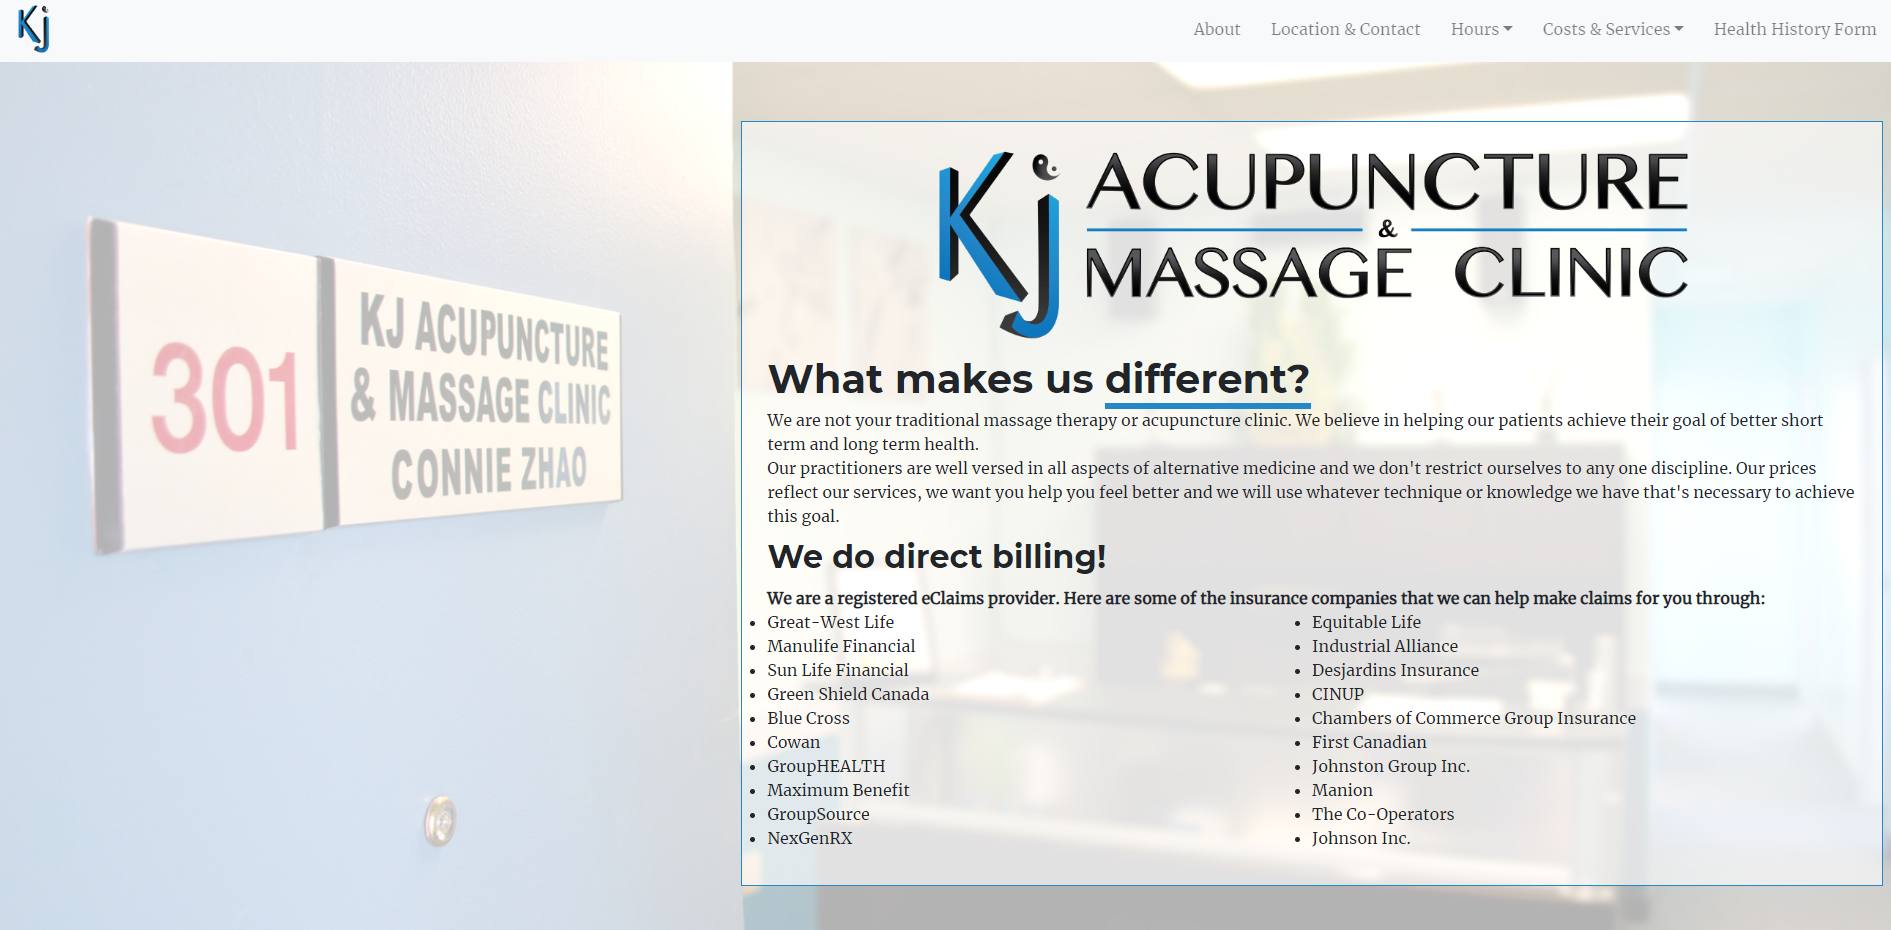 Kj
About
Location & Contact
Hours
Costs & Services
Health History Form
301
KJ ACUPUNCTURE
& MASSAGE CLINIC
CONNIE ZHAO
Kj
ACUPUNCTURE
&
MASSAGE CLINIC
What makes us different?
We are not your traditional massage therapy or acupuncture clinic. We believe in helping our patients achieve their goal of better short
term and long term health.
Our practitioners are well versed in all aspects of alternative medicine and we don't restrict ourselves to any one discipline. Our prices
reflect our services, we want you help you feel better and we will use whatever technique or knowledge we have that's necessary to achieve
this goal.
We do direct billing!
We are a registered eClaims provider. Here are some of the insurance companies that we can help make claims for you through:
• Great-West Life
• Manulife Financial
• Sun Life Financial
• Green Shield Canada
• Blue Cross
• Cowan
• GroupHEALTH
• Maximum Benefit
• GroupSource
• NexGenRX
• Equitable Life
• Industrial Alliance
• Desjardins Insurance
• CINUP
• Chambers of Commerce Group Insurance
• First Canadian
• Johnston Group Inc.
• Manion
• The Co-Operators
• Johnson Inc.